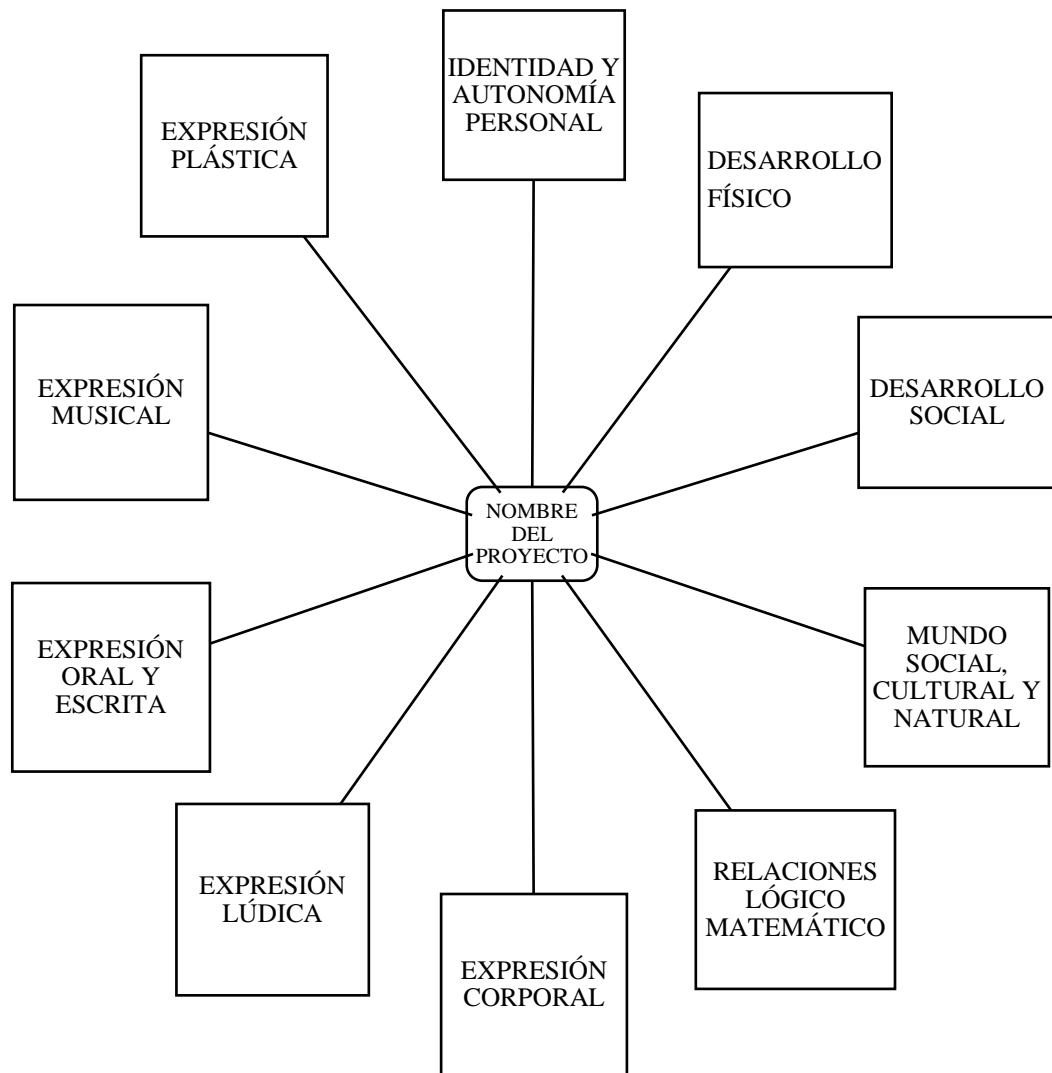 IDENTIDAD Y
AUTONOMÍA
PERSONAL
EXPRESIÓN
PLÁSTICA
DESARROLLO
FÍSICO
EXPRESIÓN
MUSICAL
DESARROLLO
SOCIAL
NOMBRE
DEL
PROYECTO
EXPRESIÓN
ORAL Y
ESCRITA
MUNDO
SOCIAL,
CULTURAL Y
NATURAL
EXPRESIÓN
LÚDICA
RELACIONES
LÓGICO
MATEMÁTICO
EXPRESIÓN
CORPORAL